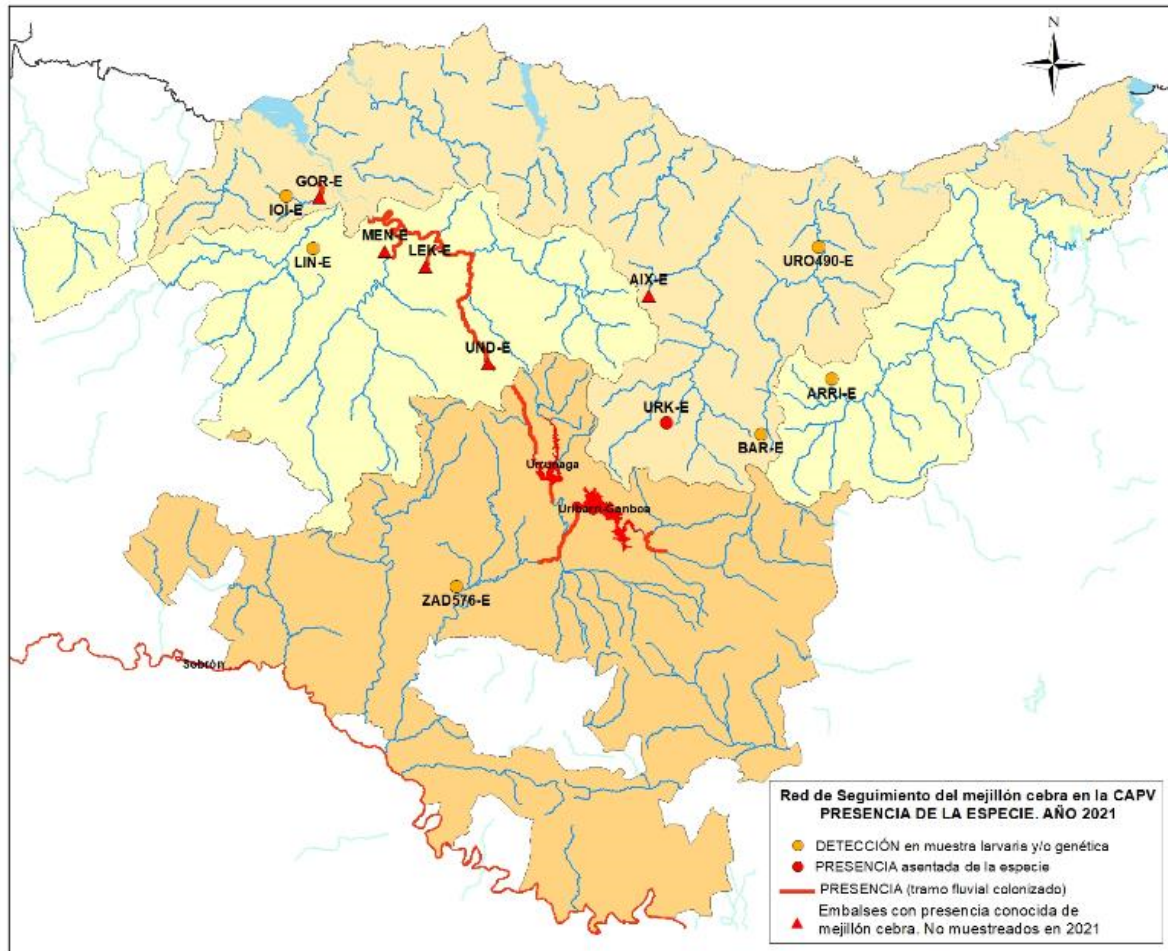 N
GOR-E
IOI-E
MEN-E
LIN-E
LEK-E
URO490-E
AIX-E
UND-E
ARRI-E
URK-E
BAR-E
Urrunaga
Uribarri-Ganboa
ZAD576-E
Sobrón
Red de Seguimiento del mejillón cebra en la CAPV
PRESENCIA DE LA ESPECIE. AÑO 2021
DETECCIÓN en muestra larvaria y/o genética
PRESENCIA asentada de la especie
PRESENCIA (tramo fluvial colonizado)
Embalses con presencia conocida de
mejillón cebra. No muestreados en 2021